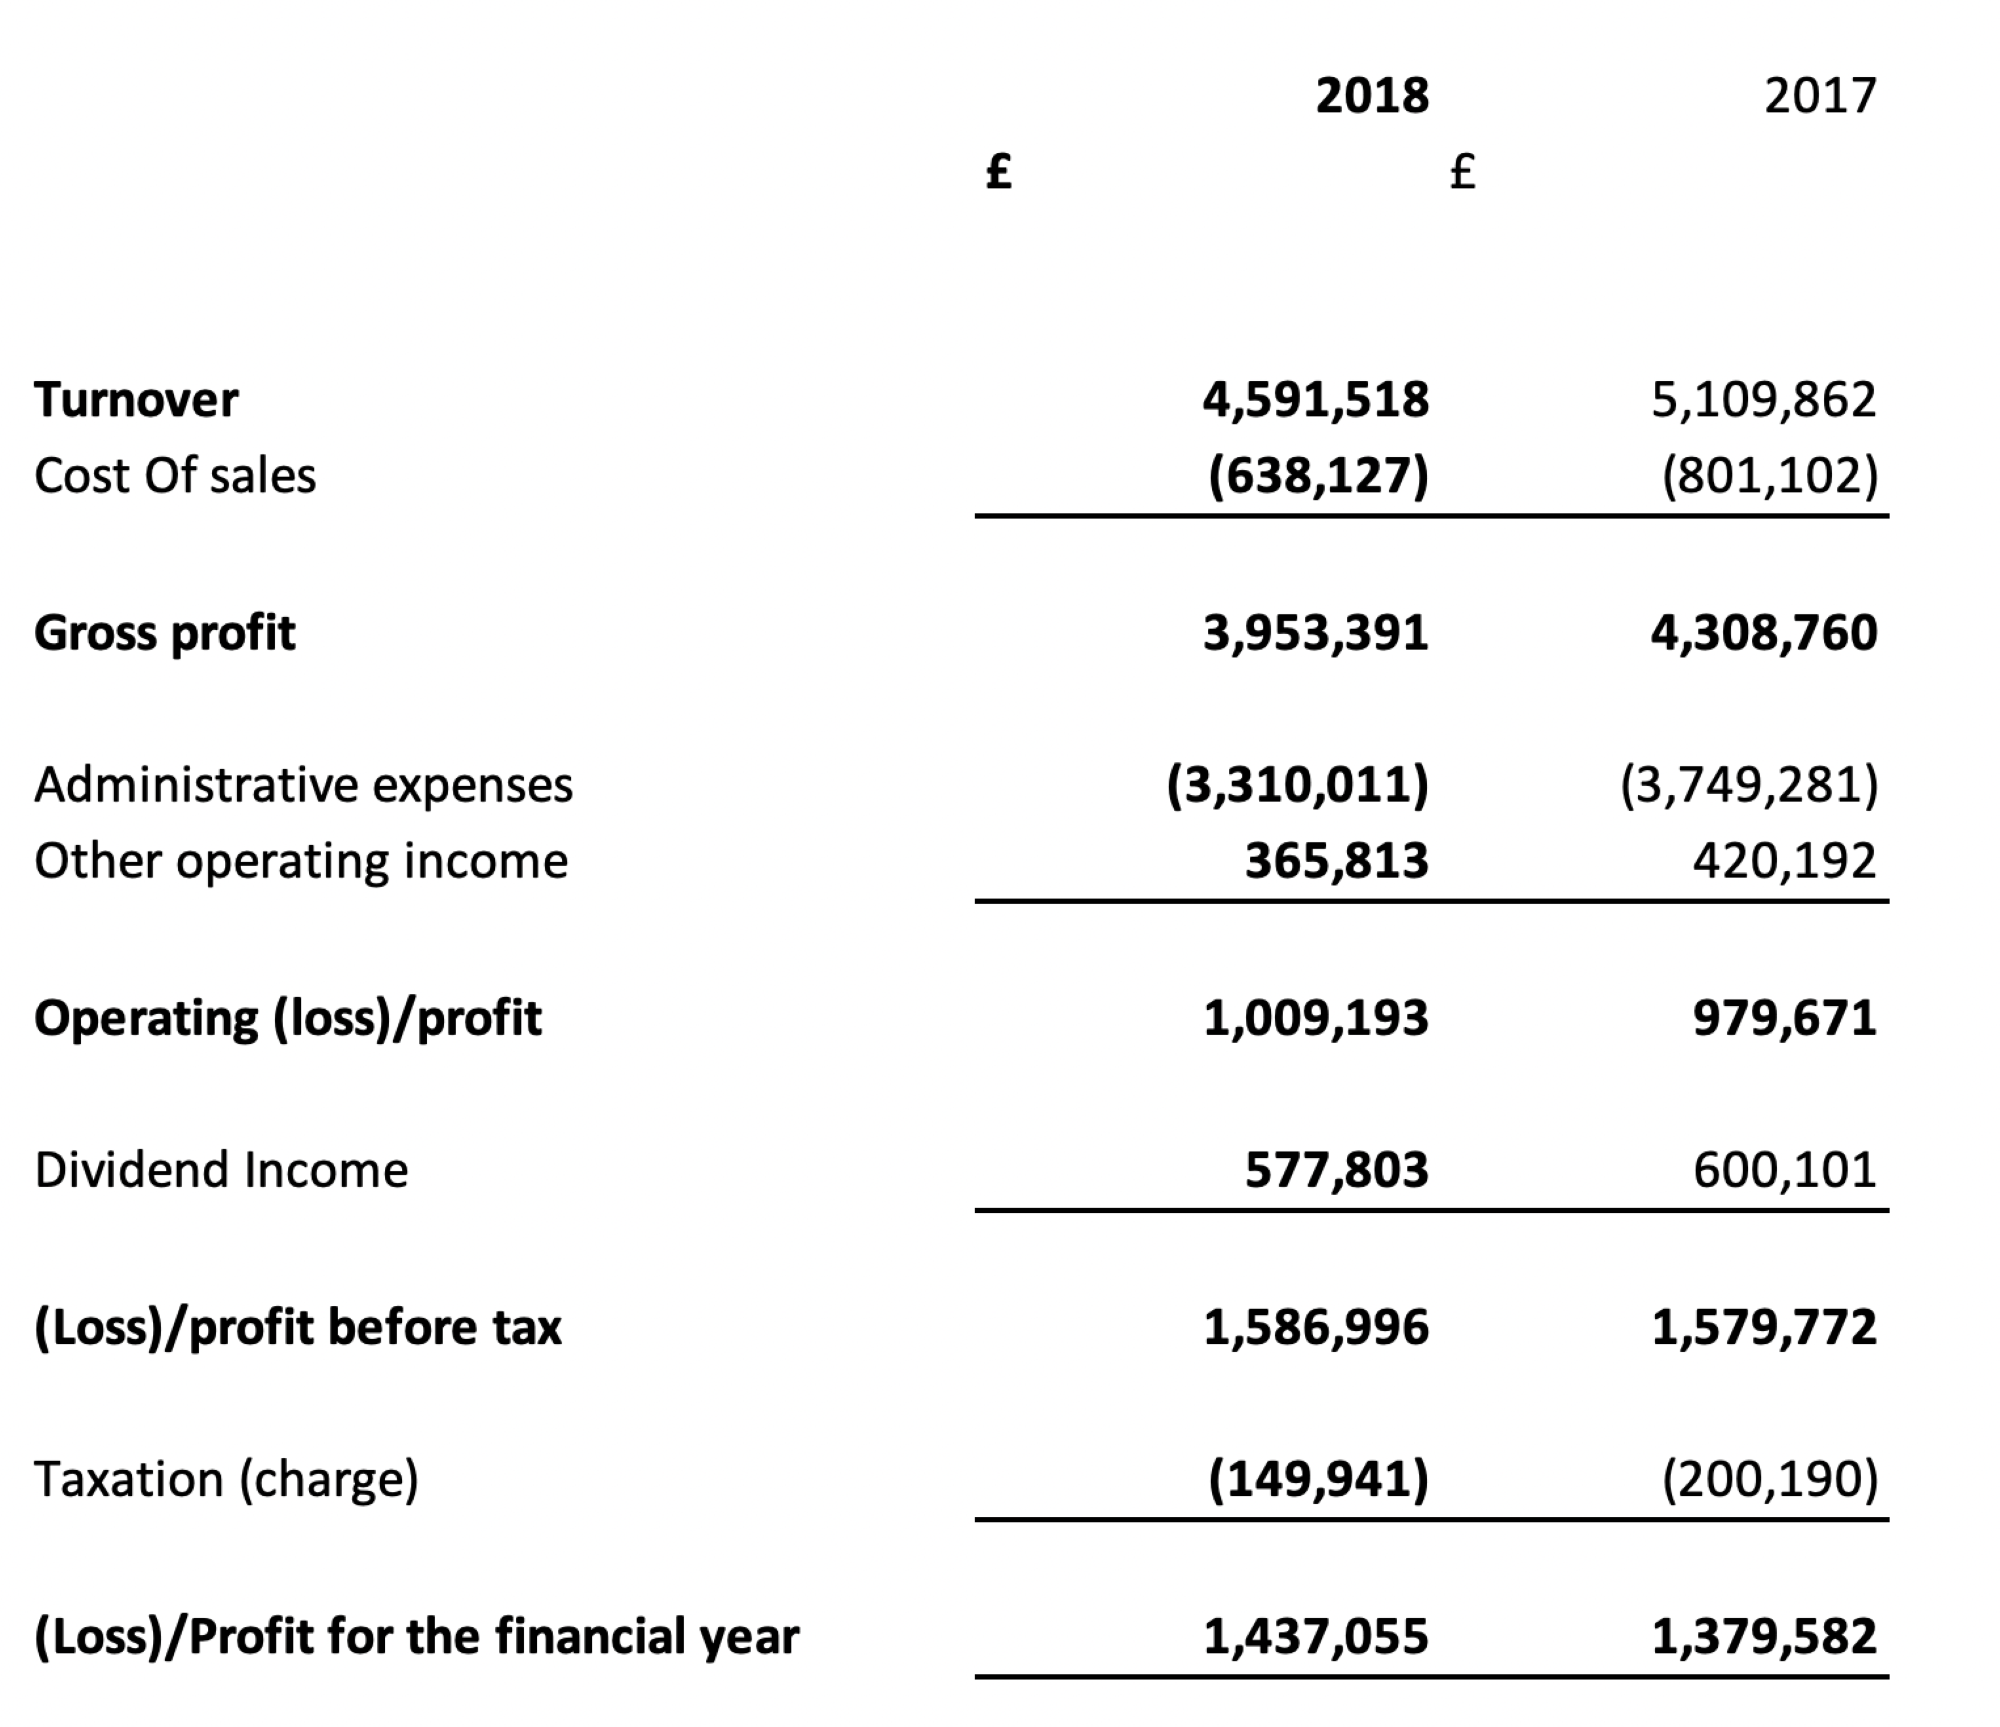 2018 2017
£ £
Turnover 4,591,518 5,109,862
Cost Of sales (638,127) (801,102)
Gross profit 3,953,391 4,308,760
Administrative expenses (3,310,011) (3,749,281)
Other operating income 365,813 420,192
Operating (loss)/profit 1,009,193 979,671
Dividend Income 577,803 600,101
(Loss)/profit before tax 1,586,996 1,579,772
Taxation (charge) (149,941) (200,190)
(Loss)/Profit for the financial year 1,437,055 1,379,582